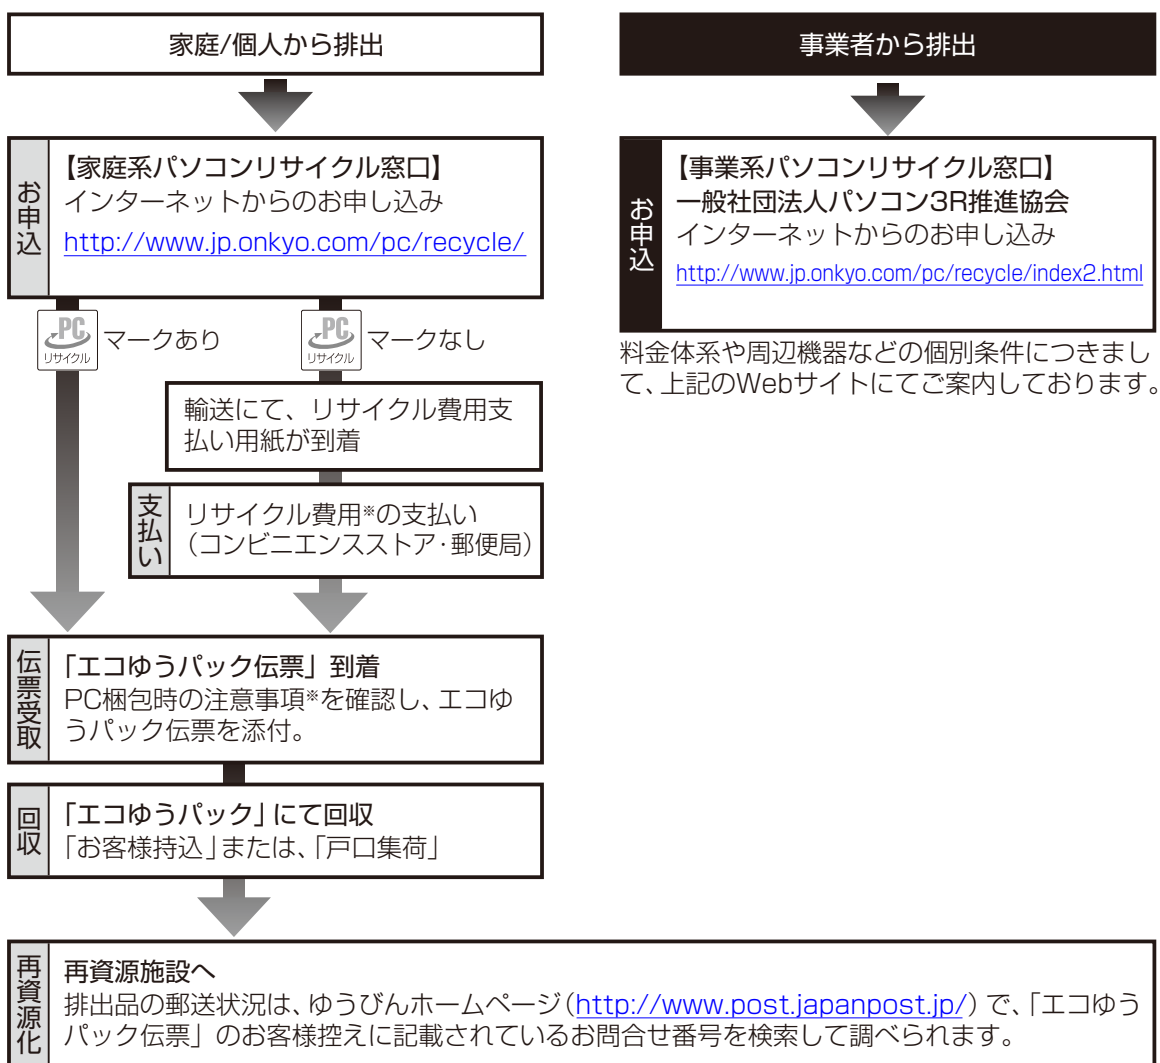 家庭/個人から排出
お申込
【家庭系パソコンリサイクル窓口】
インターネットからのお申し込み
http://www.jp.onkyo.com/pc/recycle/
PC
リサイクル
マークあり
PC
リサイクル
マークなし
輸送にて、リサイクル費用支
払い用紙が到着
支払い
リサイクル費用※の支払い
(コンビニエンスストア・郵便局)
伝票受取
「エコゆうパック伝票」到着
PC梱包時の注意事項※を確認し、エコゆ
うパック伝票を添付。
回収
「エコゆうパック」にて回収
「お客様持込」または、「戸口集荷」
事業者から排出
お申込
【事業系パソコンリサイクル窓口】
一般社団法人パソコン3R推進協会
インターネットからのお申し込み
http://www.jp.onkyo.com/pc/recycle/index2.html
料金体系や周辺機器などの個別条件につきまし
て、上記のWebサイトにてご案内しております。
再資源化
再資源施設へ
排出品の郵送状況は、ゆうびんホームページ(http://www.post.japanpost.jp/)で、「エコゆう
パック伝票」のお客様控えに記載されているお問合せ番号を検索して調べられます。